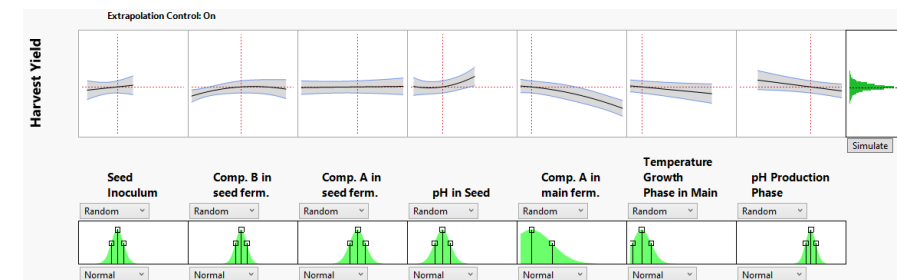 Extrapolation Control: On
Harvest Yield
Simulate
Seed
Inoculum
Comp. B in
seed ferm.
Comp. A in
seed ferm.
pH in Seed
Comp. A in
main ferm.
Temperature
Growth
Phase in Main
pH Production
Phase
Random
Random
Random
Random
Random
Random
Random
Normal
Normal
Normal
Normal
Normal
Normal
Normal